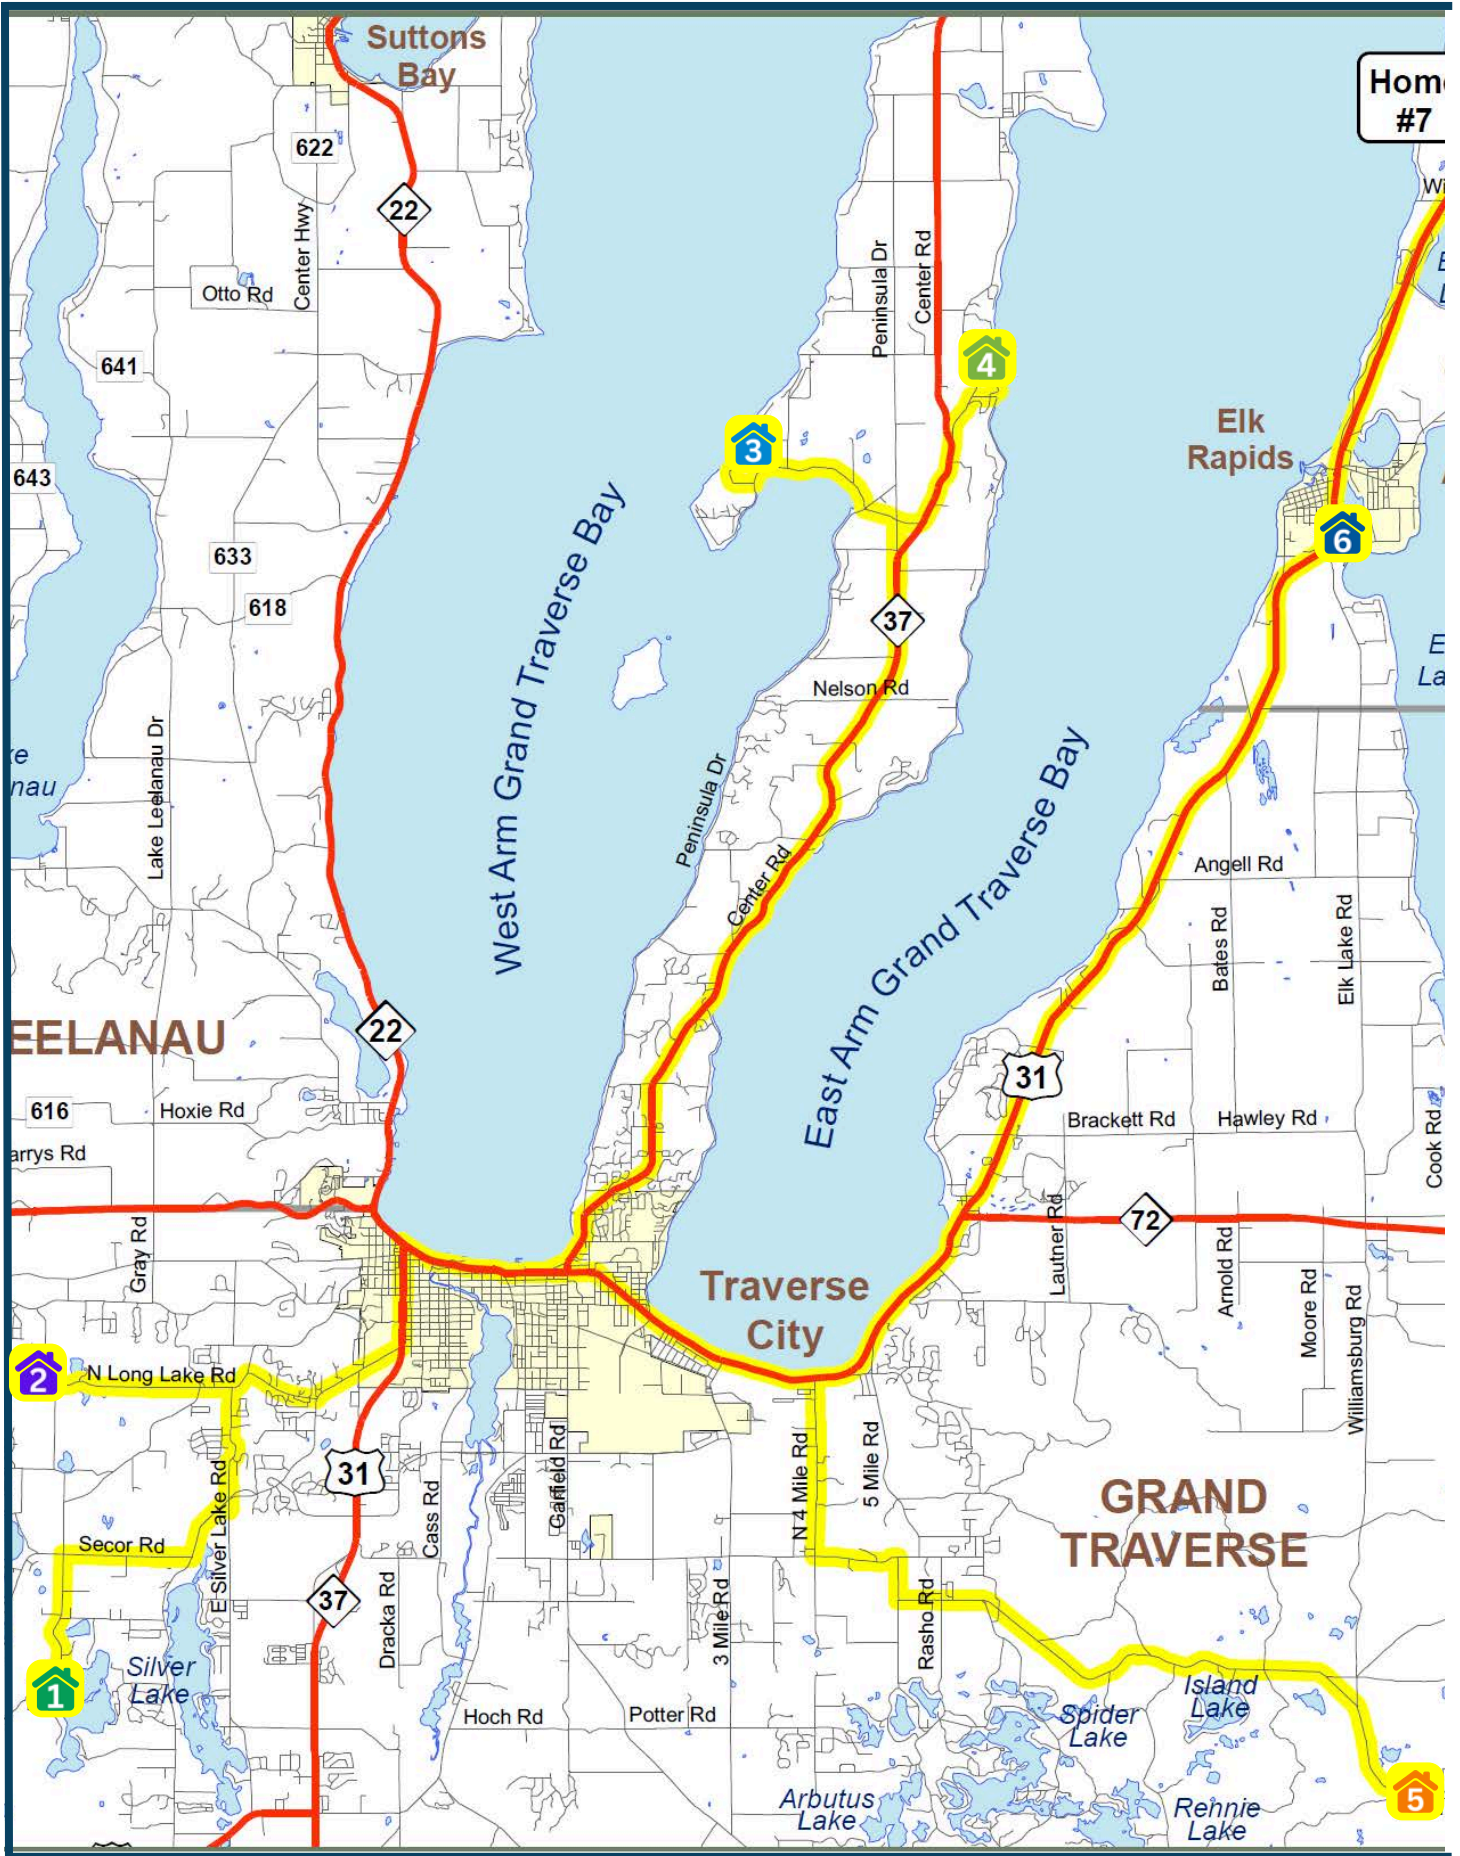 Suttons
Bay
Home
#7
622
22
Center Hwy
Otto Rd
641
643
633
618
Peninsula Dr
Center Rd
4
3
Elk
Rapids
6
37
Nelson Rd
West Arm Grand Traverse Bay
Lake Leelanau Dr
nau
Peninsula Dr
Center Rd
East Arm Grand Traverse Bay
Angell Rd
Bates Rd
Elk Lake Rd
EELANAU
22
31
616
Hoxie Rd
arrys Rd
Brackett Rd
Hawley Rd
Cook Rd
Gray Rd
72
Lautner Rd
Arnold Rd
Moore Rd
Williamsburg Rd
Traverse
City
2
N Long Lake Rd
31
Cass Rd
Garfield Rd
N 4 Mile Rd
5 Mile Rd
GRAND
TRAVERSE
Secor Rd
E Silver Lake Rd
37
Dracka Rd
3 Mile Rd
Rasho Rd
1
Silver
Lake
Hoch Rd
Potter Rd
Spider
Lake
Island
Lake
Arbutus
Lake
Rennie
Lake
5